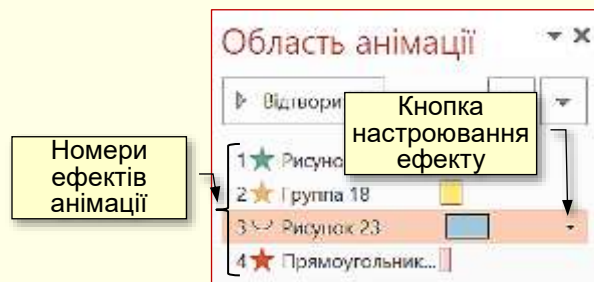 Область анімації
Відтвори
Кнопка
настроювання
ефекту
Номери
ефектів
анімації
1 Рисуно
2 Группа 18
3 Рисунок 23
4 Прямоугольник...